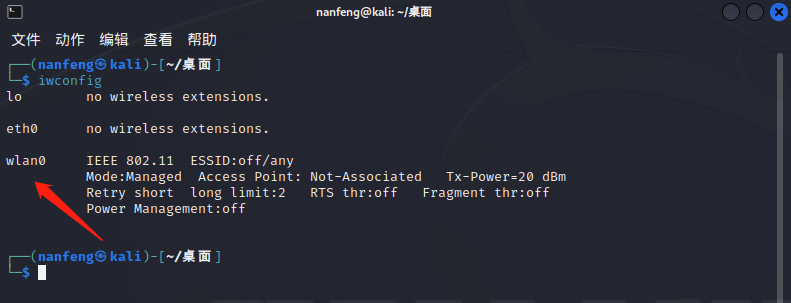 nanfeng@kali: ~/桌面
文件 动作 编辑 查看 帮助
┌──(nanfeng㉿kali)-[~/桌面]
└─$ iwconfig
lo        no wireless extensions.
eth0      no wireless extensions.
wlan0     IEEE 802.11  ESSID:off/any
          Mode:Managed  Access Point: Not-Associated   Tx-Power=20 dBm
          Retry short  long limit:2   RTS thr:off   Fragment thr:off
          Power Management:off
┌──(nanfeng㉿kali)-[~/桌面]
└─$